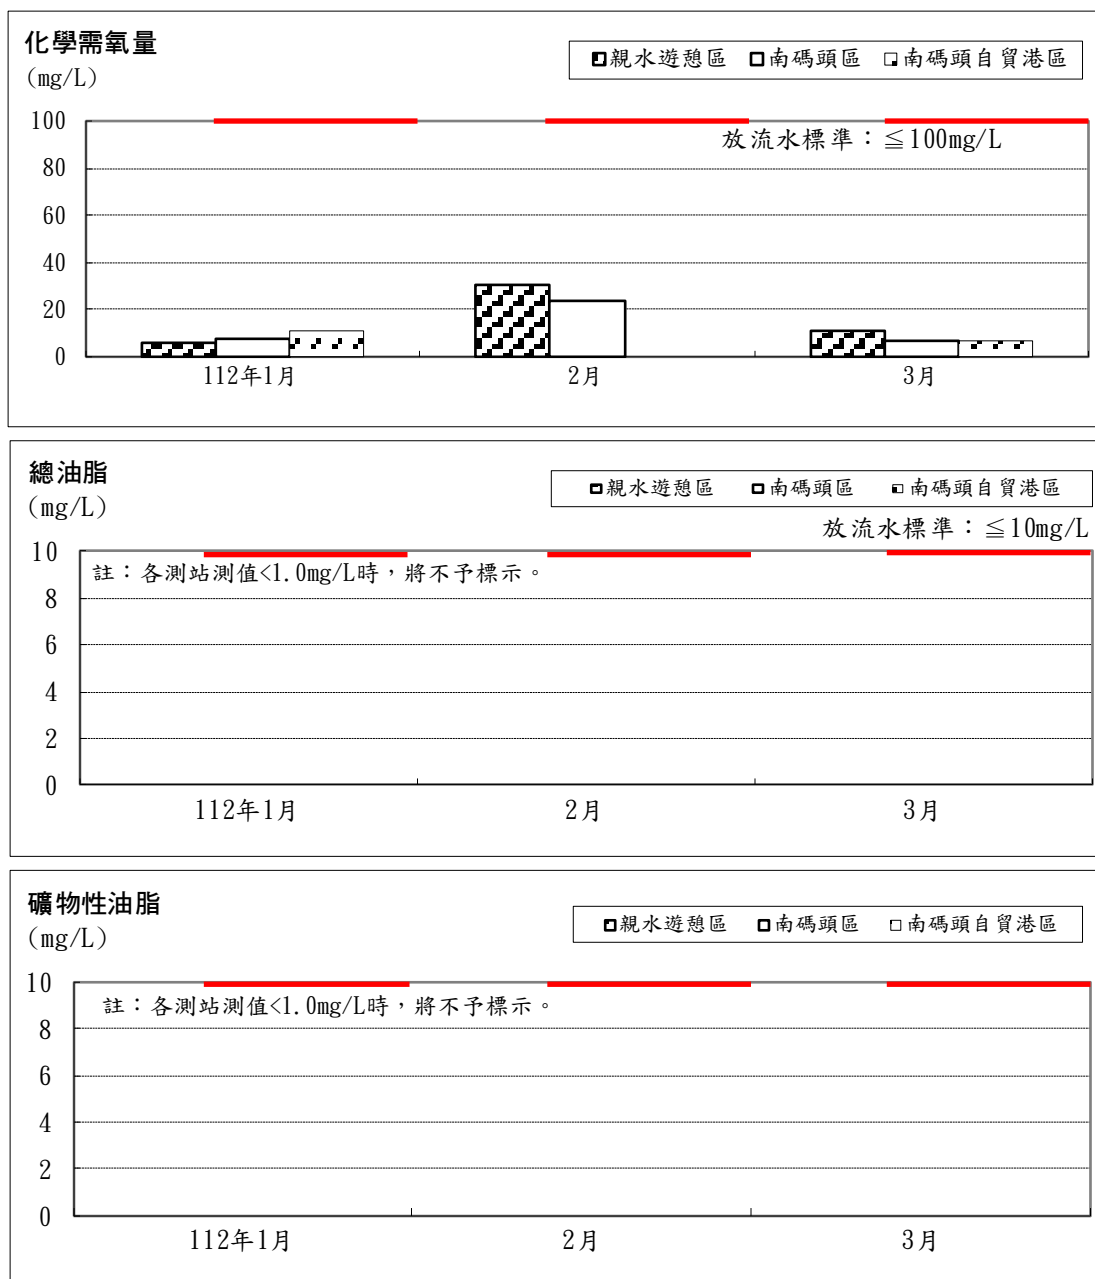 化學需氧量
(mg/L)
親水遊憩區 南碼頭區 南碼頭自貿港區
放流水標準：≦100mg/L
100
80
60
40
20
0
112年1月 2月 3月
總油脂
(mg/L)
親水遊憩區 南碼頭區 南碼頭自貿港區
放流水標準：≦10mg/L
註：各測站測值<1.0mg/L時，將不予標示。
10
8
6
4
2
0
112年1月 2月 3月
礦物性油脂
(mg/L)
親水遊憩區 南碼頭區 南碼頭自貿港區
註：各測站測值<1.0mg/L時，將不予標示。
10
8
6
4
2
0
112年1月 2月 3月